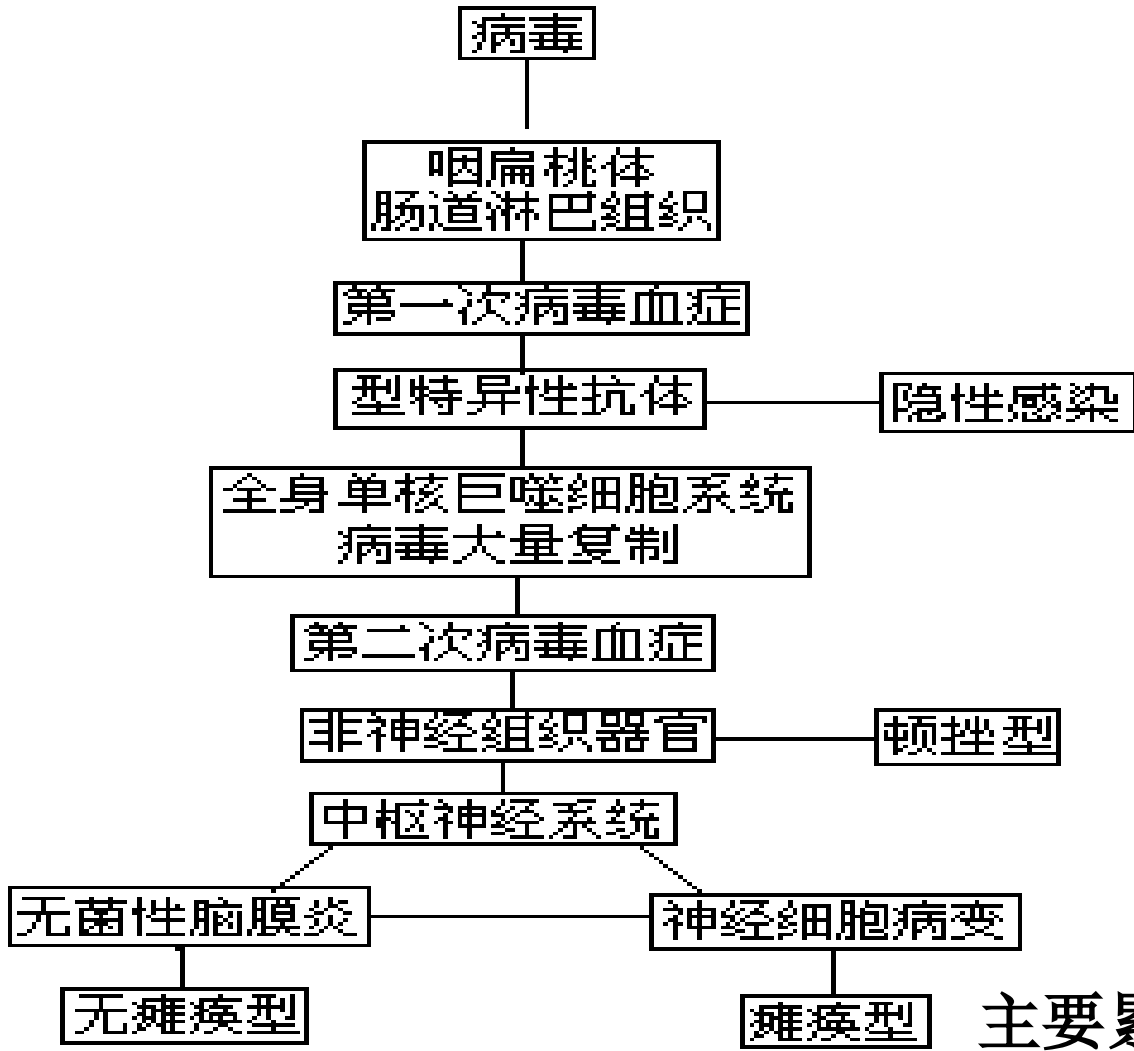 病毒
咽扁桃体
肠道淋巴组织
第一次病毒血症
型特异性抗体
隐性感染
全身单核巨噬细胞系统
病毒大量复制
第二次病毒血症
非神经组织器官
顿挫型
中枢神经系统
无菌性脑膜炎
神经细胞病变
无瘫痪型
瘫痪型
主要